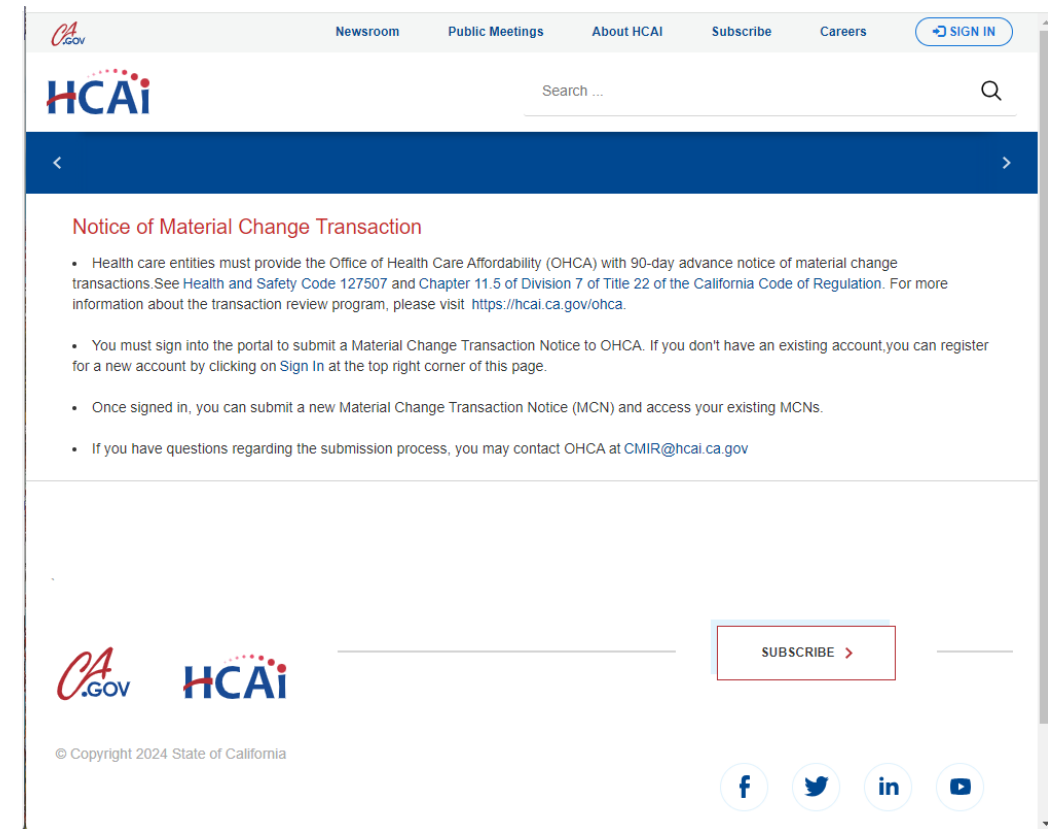 CA.GOV
Newsroom Public Meetings About HCAI Subscribe Careers SIGN IN
HCAi
Search ...
Notice of Material Change Transaction
• Health care entities must provide the Office of Health Care Affordability (OHCA) with 90-day advance notice of material change
transactions.See Health and Safety Code 127507 and Chapter 11.5 of Division 7 of Title 22 of the California Code of Regulation. For more
information about the transaction review program, please visit https://hcai.ca.gov/ohca.
• You must sign into the portal to submit a Material Change Transaction Notice to OHCA. If you don't have an existing account,you can register
for a new account by clicking on Sign In at the top right corner of this page.
• Once signed in, you can submit a new Material Change Transaction Notice (MCN) and access your existing MCNs.
• If you have questions regarding the submission process, you may contact OHCA at CMIR@hcai.ca.gov
SUBSCRIBE
CA.GOV HCAi
© Copyright 2024 State of California